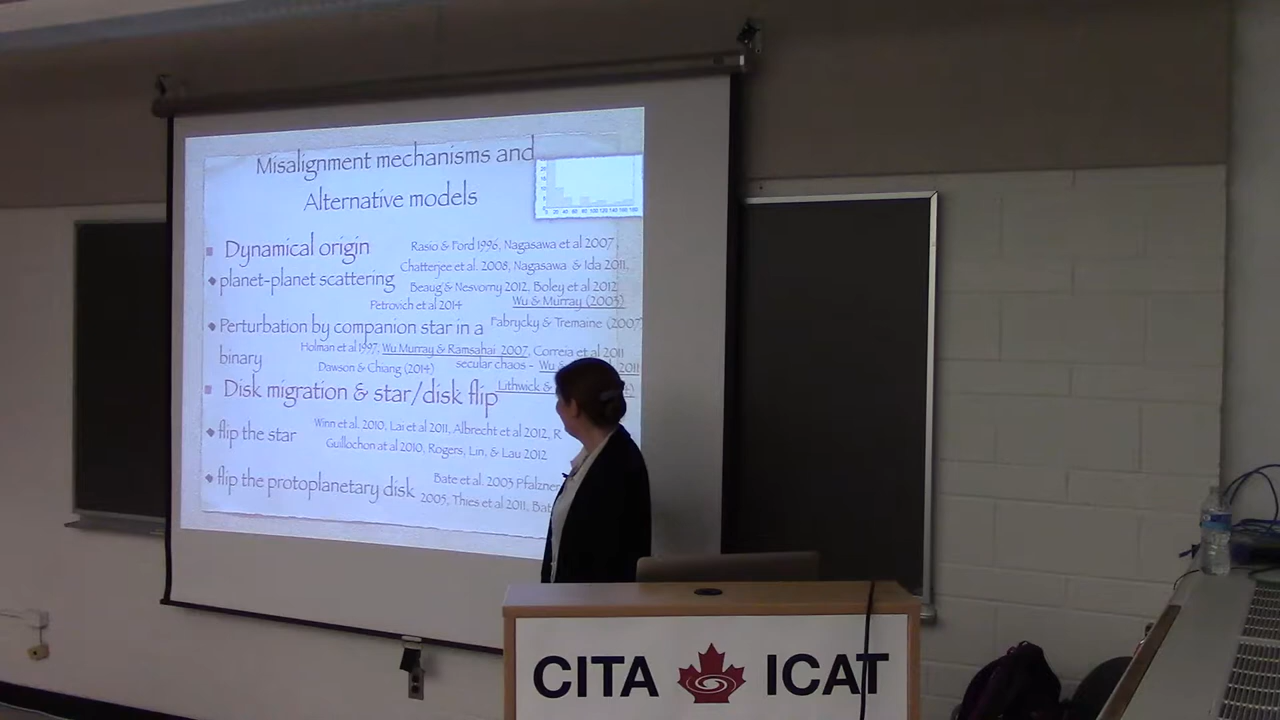 Misalignment mechanisms and
Alternative models
Dynamical origin
Rasio & Ford 1996, Nagasawa et al 2007,
Chatterjee et al. 2008, Nagasawa & Ida 2011,
planet-planet scattering
Beaug & Nesvorny 2012, Boley et al 2012
Petrovich et al 2014
Wu & Murray (2003)
Perturbation by companion star in a
binary
Fabrycky & Tremaine (2007)
Holman et al 1997, Wu Murray & Ramsahai 2007, Correia et al 2011
Dawson & Chiang (2014)
secular chaos - Wu & 2011
Lithwick &
Disk migration & star/disk flip
Winn et al. 2010, Lai et al 2011, Albrecht et al 2012, R
flip the star
Guillochon at al 2010, Rogers, Lin, & Lau 2012
flip the protoplanetary disk
Bate et al. 2003 Pfalzner
2005, Thies et al 2011, Bat
CITA ICAT